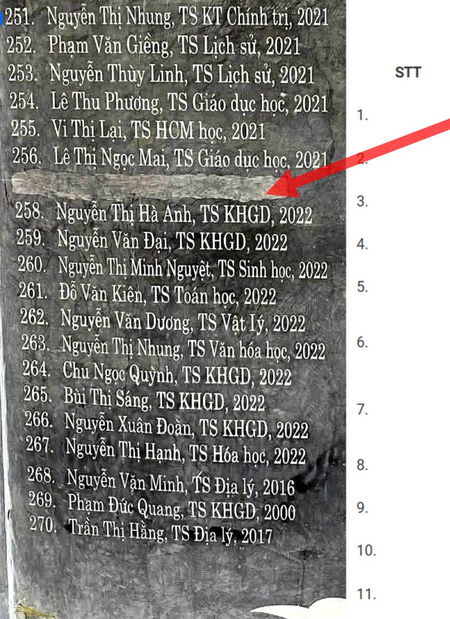 251. Nguyễn Thị Nhung, TS KT Chính trị, 2021
252. Phạm Văn Giềng, TS Lịch sử, 2021
253. Nguyễn Thùy Linh, TS Lịch sử, 2021
254. Lê Thu Phương, TS Giáo dục học, 2021
255. Vi Thị Lại, TS HCM học, 2021
256. Lê Thị Ngọc Mai, TS Giáo dục học, 2021
258. Nguyễn Thị Hà Anh, TS KHGD, 2022
259. Nguyễn Văn Đại, TS KHGD, 2022
260. Nguyễn Thị Minh Nguyệt, TS Sinh học, 2022
261. Đỗ Văn Kiên, TS Toán học, 2022
262. Nguyễn Văn Dương, TS Vật lý, 2022
263. Nguyễn Thị Nhung, TS Văn hóa học, 2022
264. Chu Ngọc Quỳnh, TS KHGD, 2022
265. Bùi Thi Sáng, TS KHGD, 2022
266. Nguyễn Xuân Đoàn, TS KHGD, 2022
267. Nguyễn Thị Hạnh, TS Hóa học, 2022
268. Nguyễn Văn Minh, TS Địa lý, 2016
269. Phạm Đức Quang, TS KHGD, 2000
270. Trần Thị Hằng, TS Địa lý, 2017
STT
1.
2.
3.
4.
5.
6.
7.
8.
9.
10.
11.